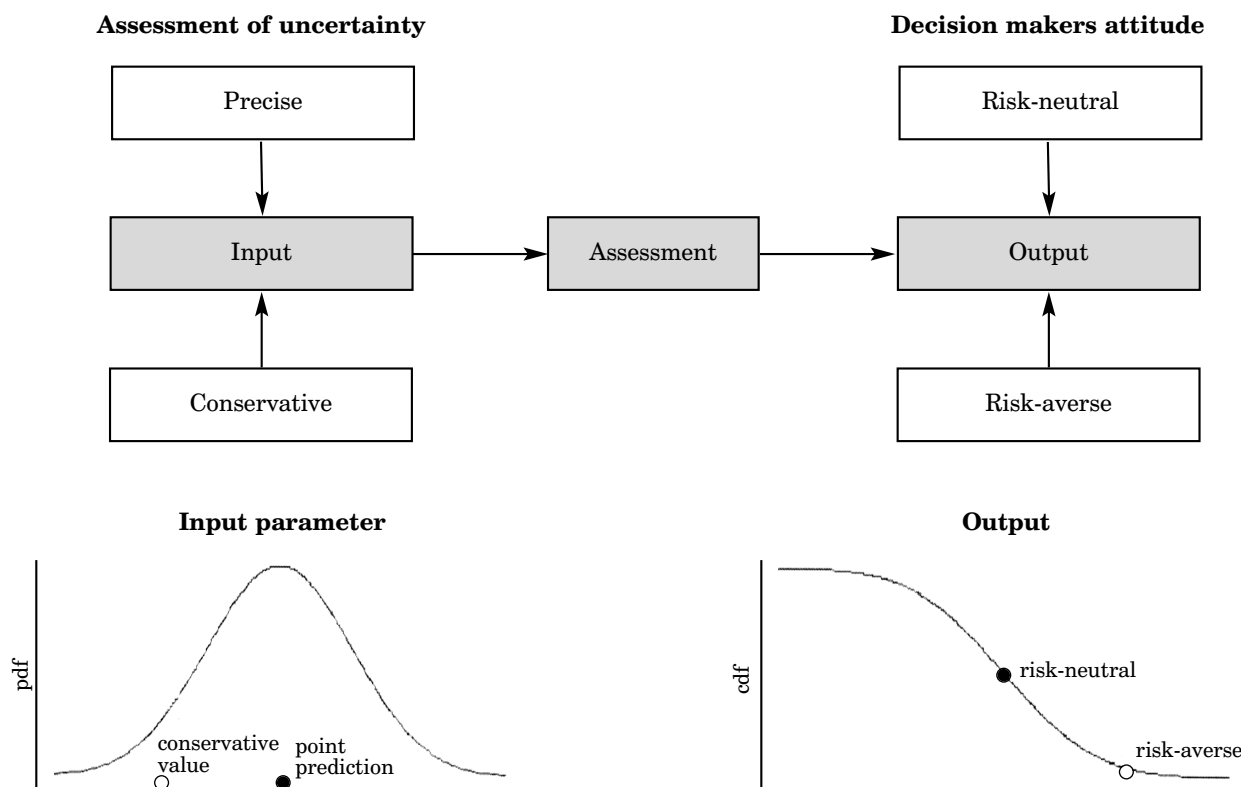 Assessment of uncertainty
Decision makers attitude
Precise
Risk-neutral
Input
Assessment
Output
Conservative
Risk-averse
Input parameter
Output
pdf
conservative
value
point
prediction
cdf
risk-neutral
risk-averse